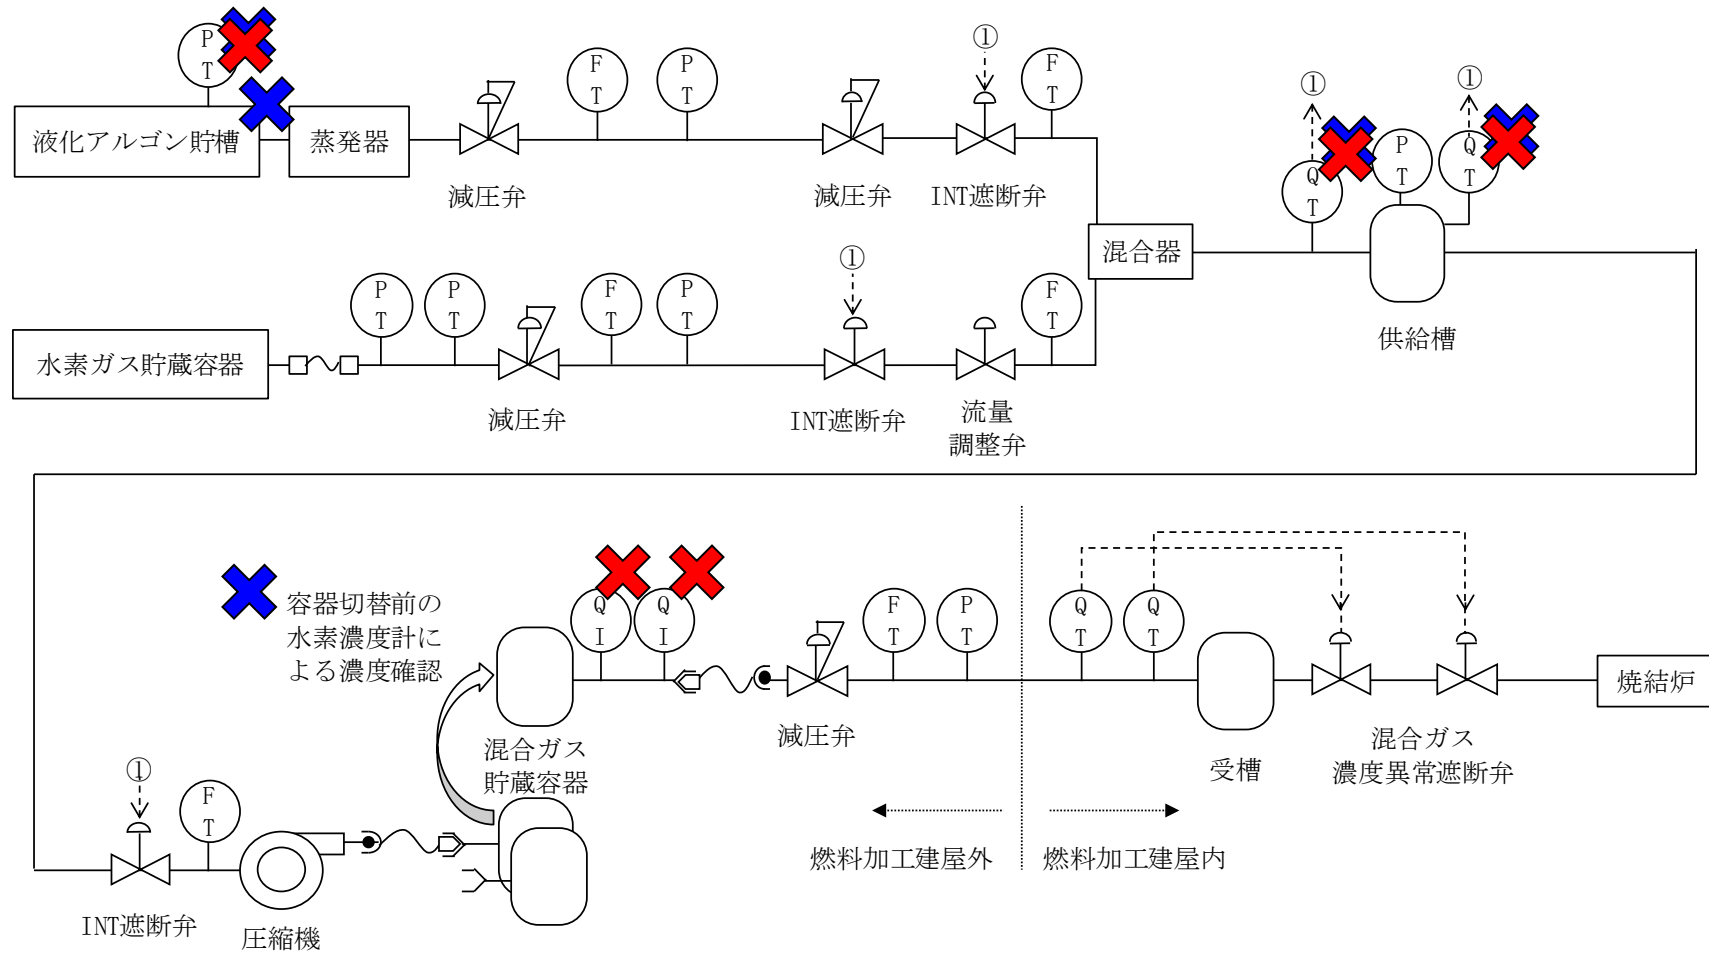 P
T
液化アルゴン貯槽
蒸発器
減圧弁
F
T
P
T
減圧弁
①
INT遮断弁
F
T
混合器
①
Q
T
P
T
①
Q
T
供給槽
水素ガス貯蔵容器
P
T
P
T
減圧弁
F
T
P
T
①
INT遮断弁
流量
調整弁
F
T
①
INT遮断弁
F
T
圧縮機
容器切替前の
水素濃度計に
よる濃度確認
混合ガス
貯蔵容器
Q
I
Q
I
減圧弁
F
T
P
T
燃料加工建屋外
燃料加工建屋内
Q
T
Q
T
受槽
混合ガス
濃度異常遮断弁
焼結炉